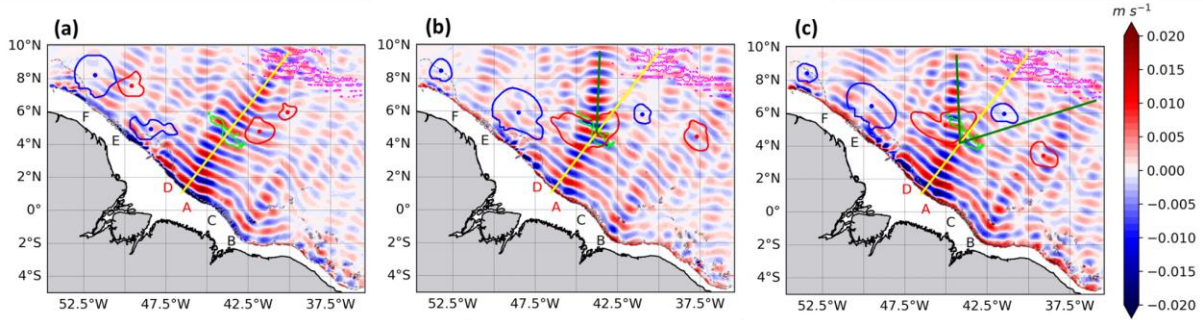 (a) (b) (c) m s⁻¹
10°N 10°N 10°N 0.020
8°N 8°N 8°N 0.015
6°N F 6°N F 6°N F 0.010
E E E
4°N 4°N 4°N 0.005
2°N D 2°N D 2°N D 0.000
A A A
0° C 0° C 0° C −0.005
B B B
2°S 2°S 2°S −0.010
4°S 4°S 4°S −0.015
52.5°W 47.5°W 42.5°W 37.5°W 52.5°W 47.5°W 42.5°W 37.5°W 52.5°W 47.5°W 42.5°W 37.5°W −0.020